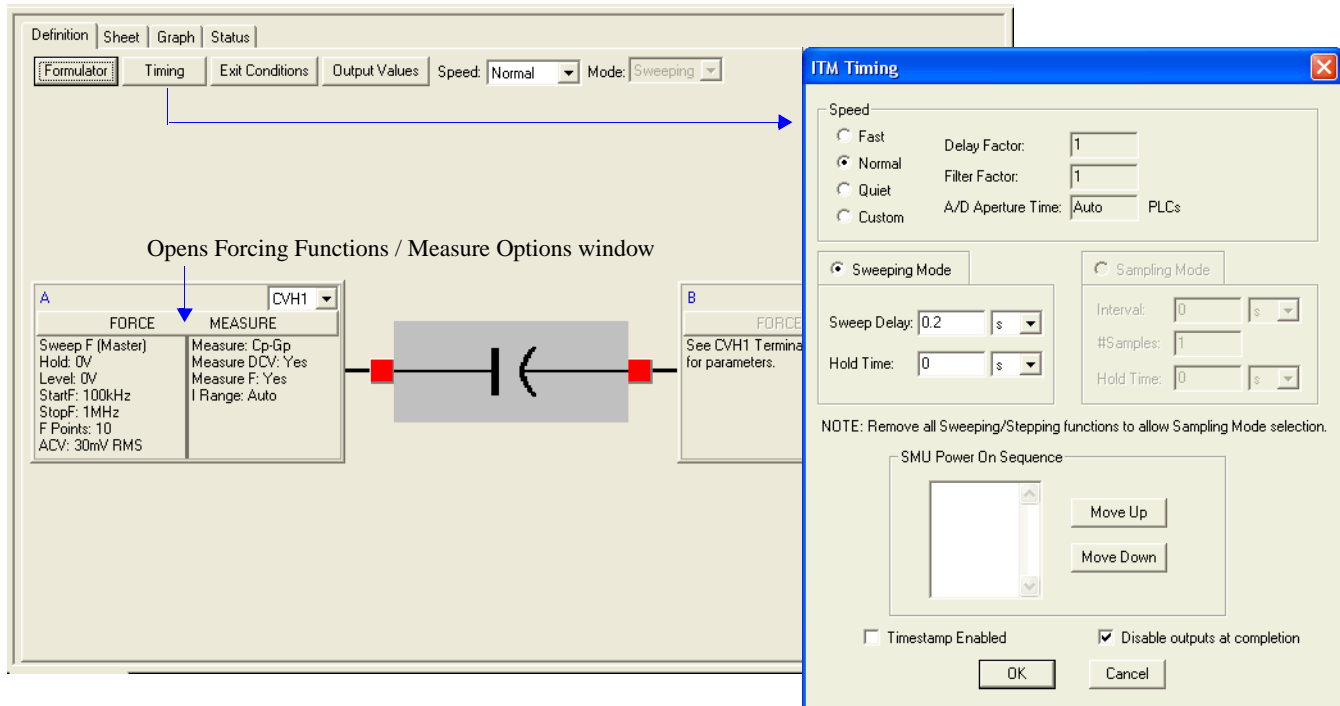 Definition Sheet Graph Status
Formulator Timing Exit Conditions Output Values Speed: Normal Mode: Sweeping
Opens Forcing Functions / Measure Options window
A CVH1
FORCE MEASURE
Sweep F (Master)
Hold: 0V
Level: 0V
StartF: 100kHz
StopF: 1MHz
F Points: 10
ACV: 30mV RMS
Measure: Cp-Gp
Measure DCV: Yes
Measure F: Yes
I Range: Auto
B
FORCE
See CVH1 Termina
for parameters.
ITM Timing
Speed
Fast
Normal
Quiet
Custom
Delay Factor: 1
Filter Factor: 1
A/D Aperture Time: Auto PLCs
Sweeping Mode
Sweep Delay: 0.2 s
Hold Time: 0 s
Sampling Mode
Interval: 0 s
#Samples: 1
Hold Time: 0 s
NOTE: Remove all Sweeping/Stepping functions to allow Sampling Mode selection.
SMU Power On Sequence
Move Up
Move Down
Timestamp Enabled
Disable outputs at completion
OK Cancel